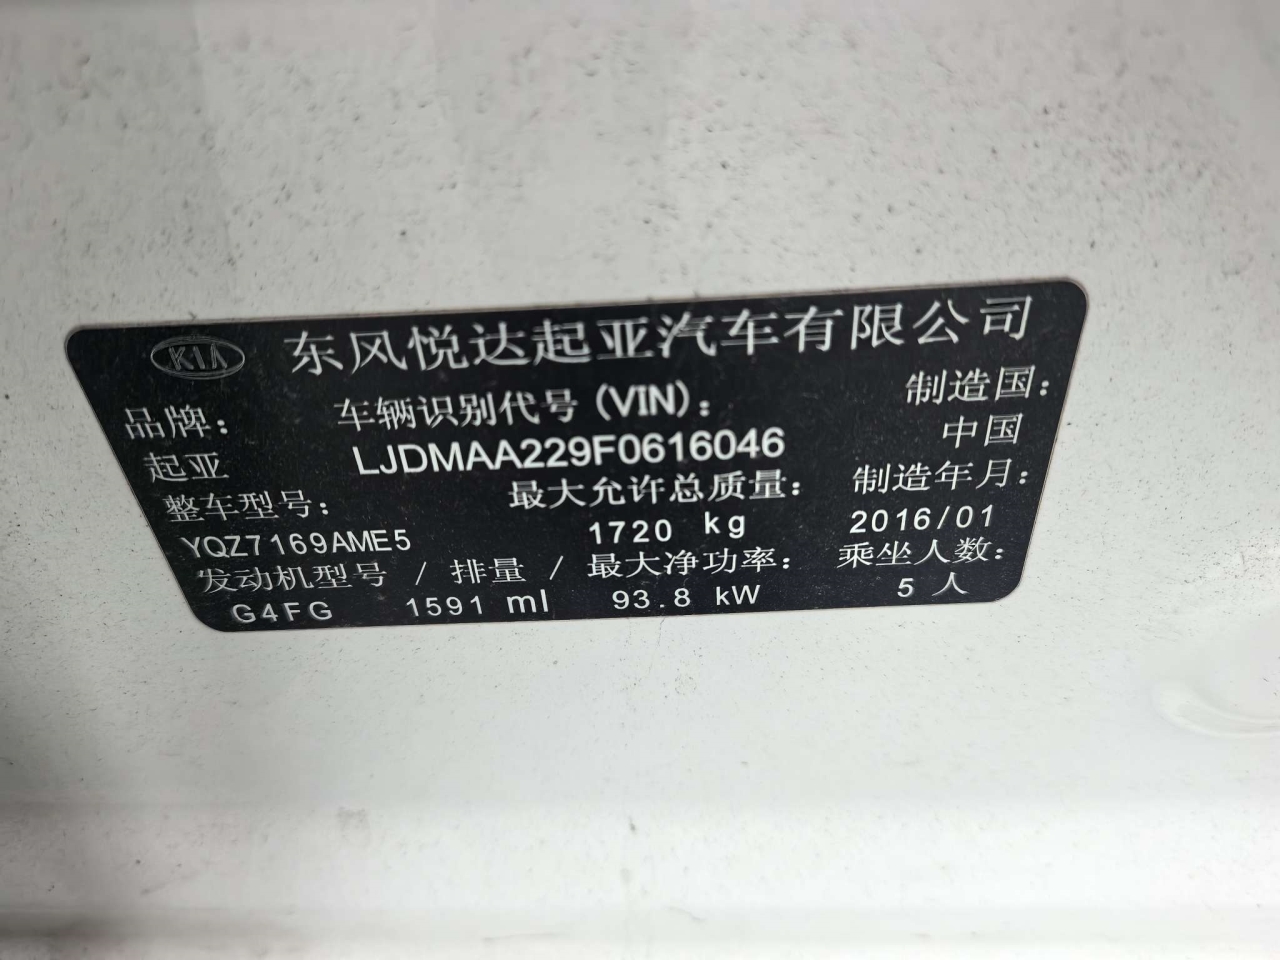 KIA 东风悦达起亚汽车有限公司
品牌： 车辆识别代号 (VIN)： 制造国：
起亚 LJDMAA229F0616046 中国
整车型号： 最大允许总质量： 制造年月：
YQZ7169AME5 1720 kg 2016/01
发动机型号 / 排量 / 最大净功率： 乘坐人数：
G4FG 1591 ml 93.8 kW 5 人